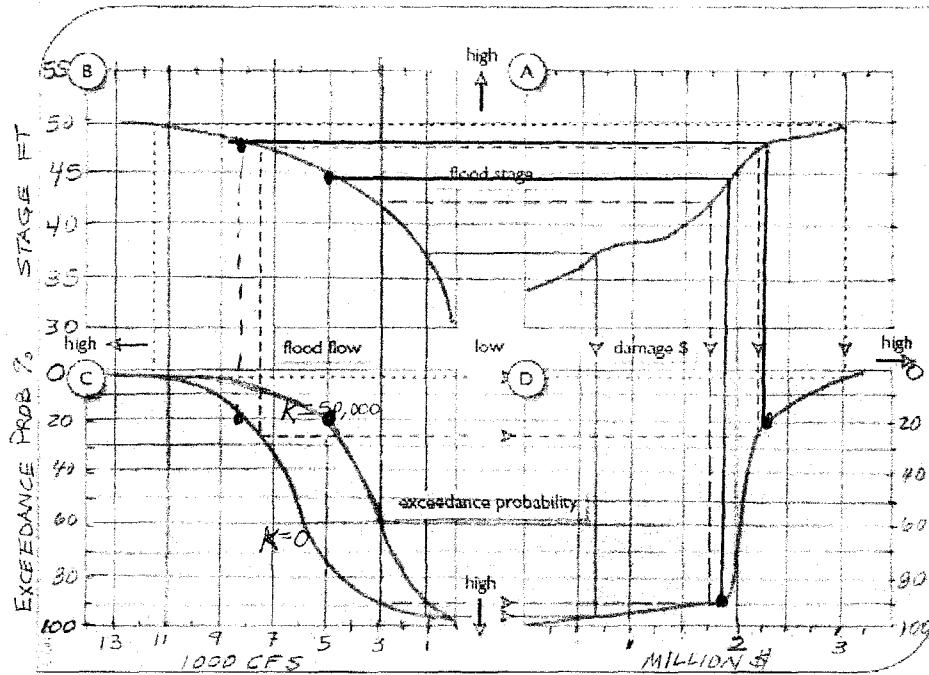 high
B A
55
50
45
40
35
30
STAGE FT
flood stage
high flood flow low damage $ high
C D
0 0
20 20
40 40
60 60
80 80
100 100
EXCEEDANCE PROB %
K=50,000
exceedance probability
K=0
high
13 11 9 7 5 3 1 2 3
1000 CFS MILLION $